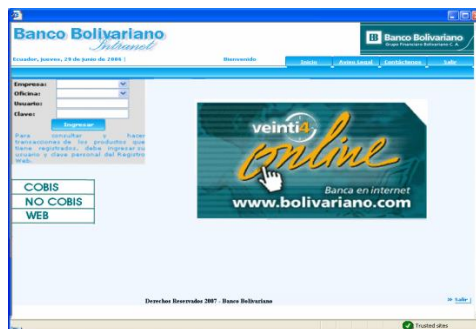 Banco Bolivariano
Intranet
Banco Bolivariano
Grupo Financiero Bolivariano C. A.
Ecuador, jueves, 29 de junio de 2006 |
Bienvenido
Inicio
Aviso Legal
Contáctenos
Salir
Empresa:
Oficina:
Usuario:
Clave:
Ingresar
Para consultar y hacer
transacciones de los productos que
tiene registrados, debe ingresar su
usuario y clave personal del Registro
Web.
COBIS
NO COBIS
WEB
veinti4
online
Banca en internet
www.bolivariano.com
Derechos Reservados 2007 - Banco Bolivariano
Salir |
Trusted sites